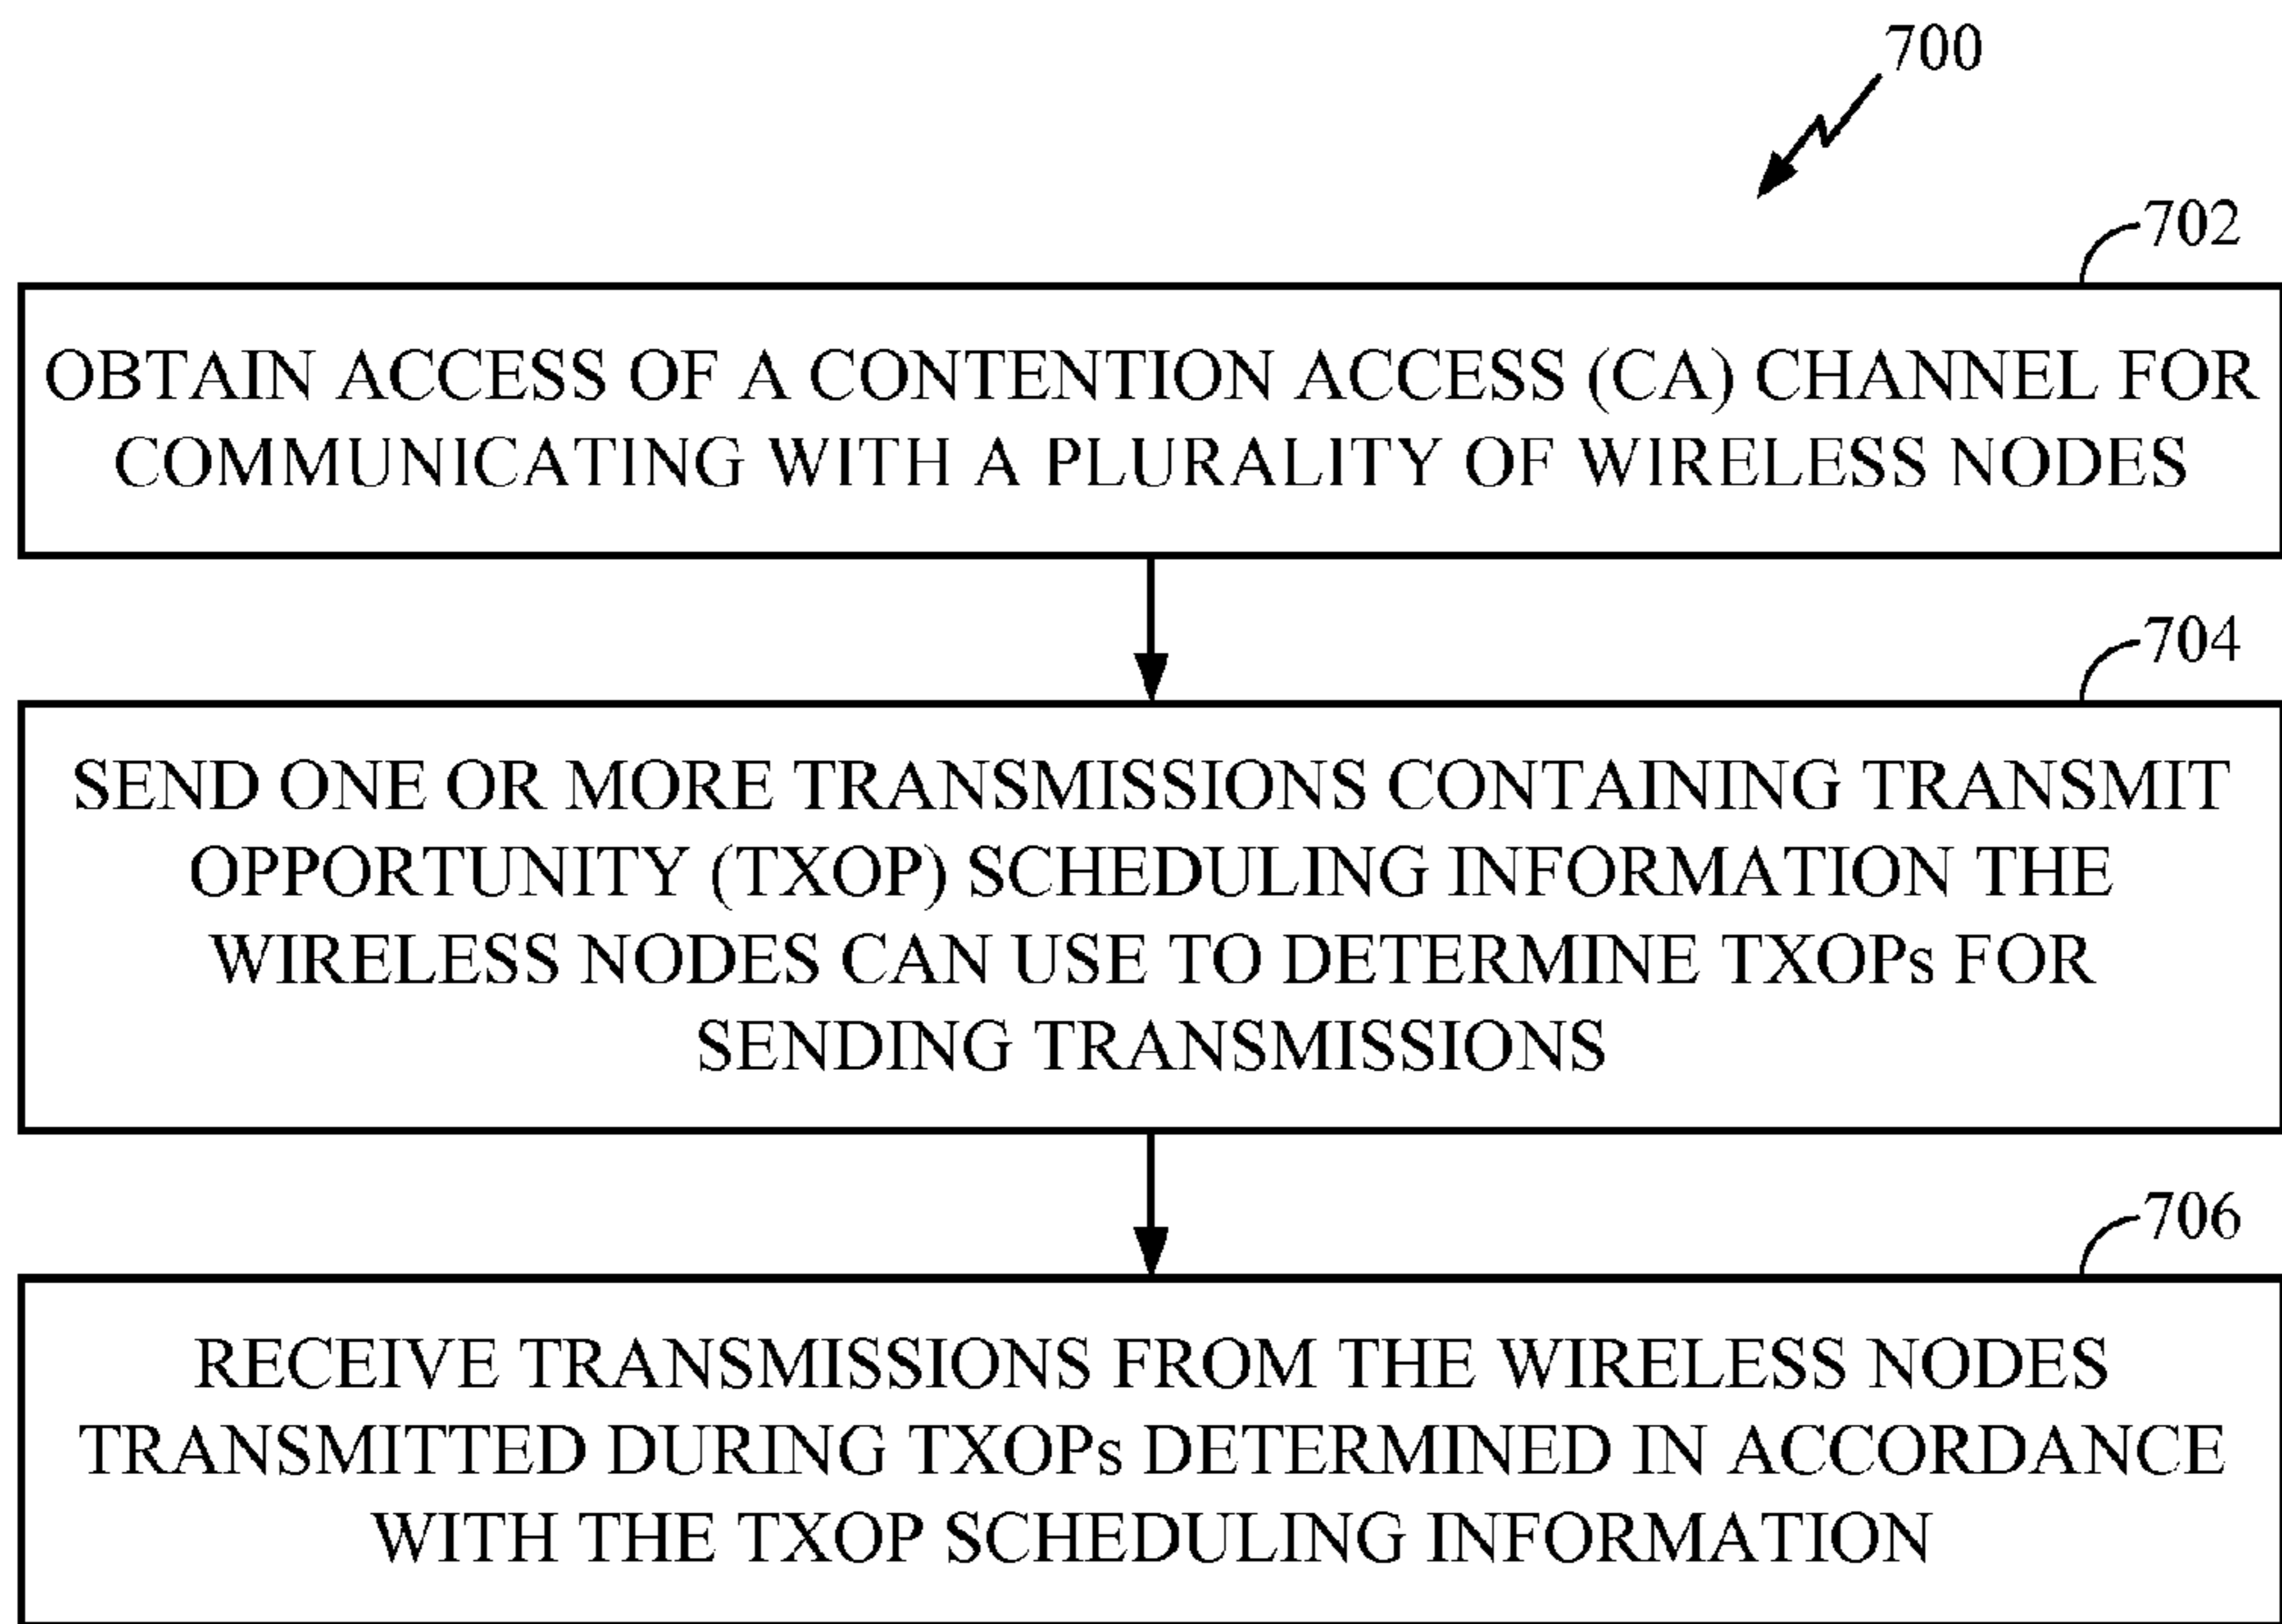 700
702
OBTAIN ACCESS OF A CONTENTION ACCESS (CA) CHANNEL FOR
COMMUNICATING WITH A PLURALITY OF WIRELESS NODES
704
SEND ONE OR MORE TRANSMISSIONS CONTAINING TRANSMIT
OPPORTUNITY (TXOP) SCHEDULING INFORMATION THE
WIRELESS NODES CAN USE TO DETERMINE TXOPs FOR
SENDING TRANSMISSIONS
706
RECEIVE TRANSMISSIONS FROM THE WIRELESS NODES
TRANSMITTED DURING TXOPs DETERMINED IN ACCORDANCE
WITH THE TXOP SCHEDULING INFORMATION